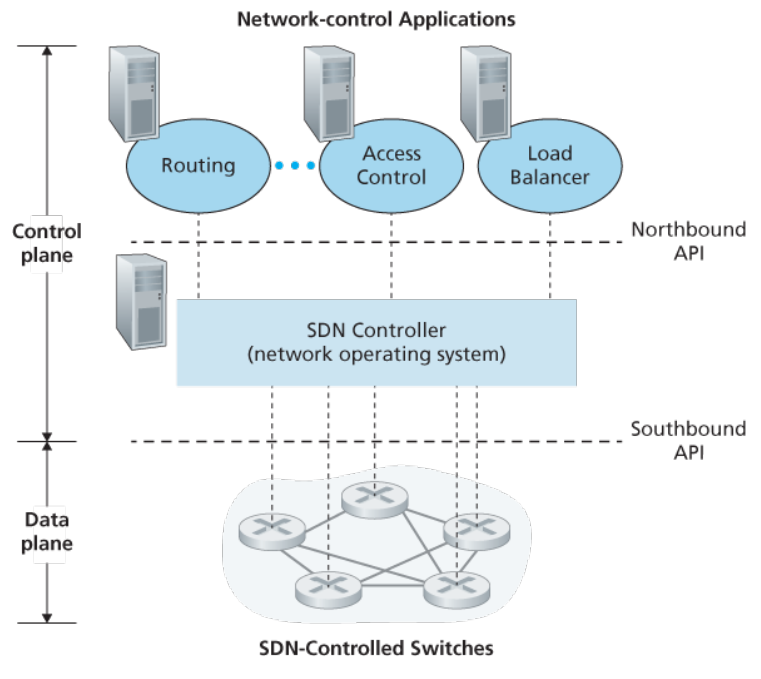 Network-control Applications
Routing
Access
Control
Load
Balancer
Control
plane
Northbound
API
SDN Controller
(network operating system)
Southbound
API
Data
plane
SDN-Controlled Switches